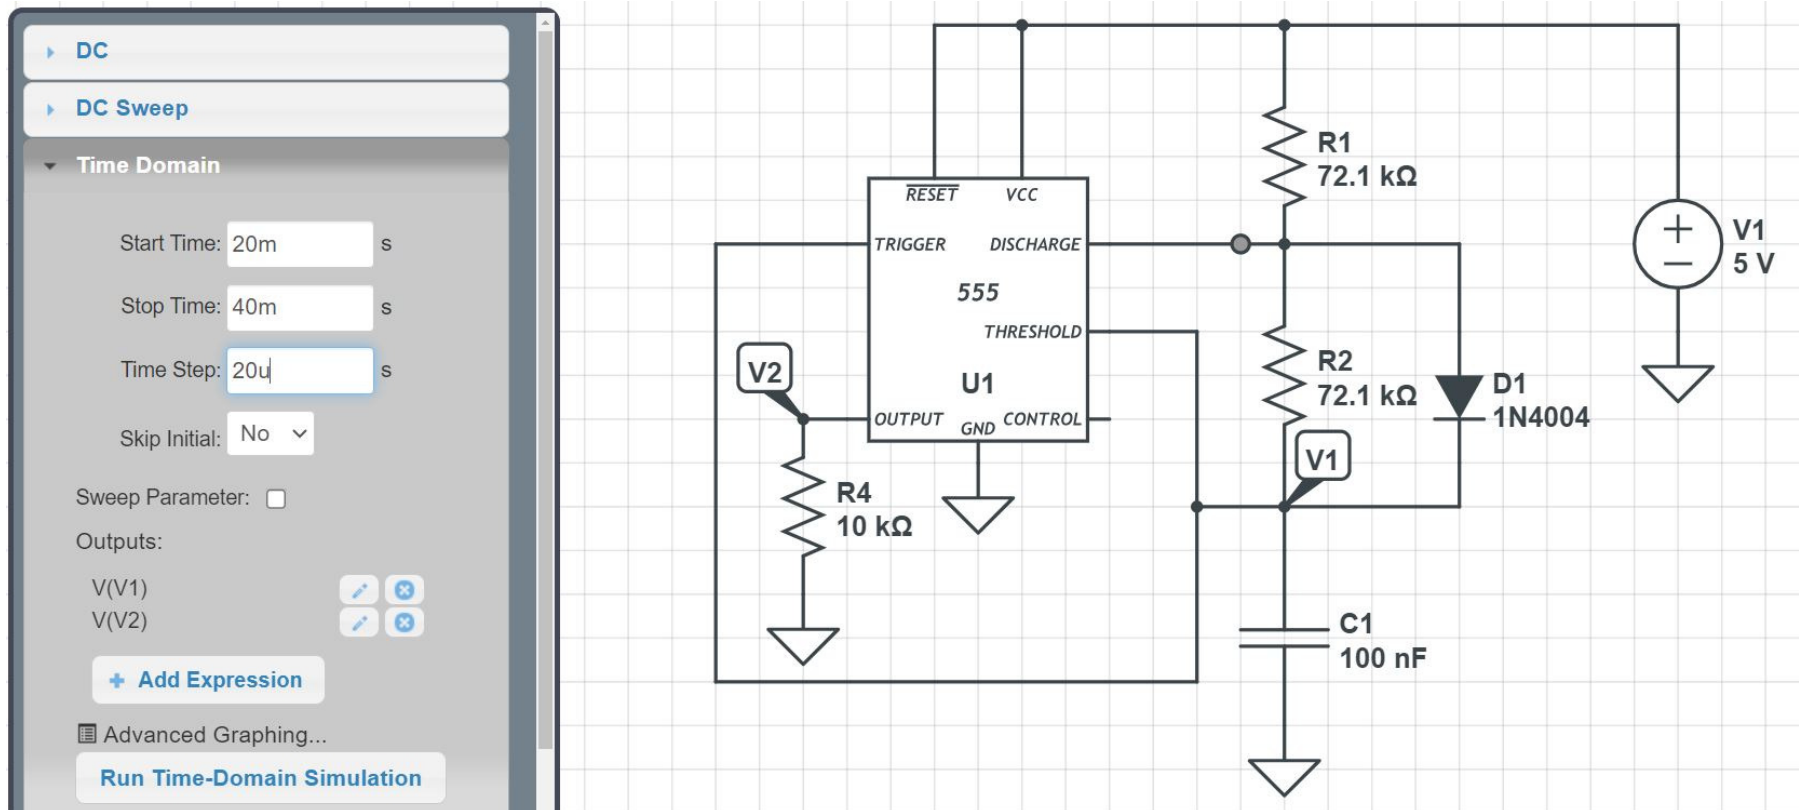 DC
DC Sweep
Time Domain
Start Time: 20m s
Stop Time: 40m s
Time Step: 20u s
Skip Initial: No
Sweep Parameter:
Outputs:
V(V1)
V(V2)
+ Add Expression
Advanced Graphing...
Run Time-Domain Simulation
RESET VCC
TRIGGER DISCHARGE
555
THRESHOLD
U1
OUTPUT GND CONTROL
V2
R4
10 kΩ
R1
72.1 kΩ
R2
72.1 kΩ
D1
1N4004
V1
C1
100 nF
V1
5 V